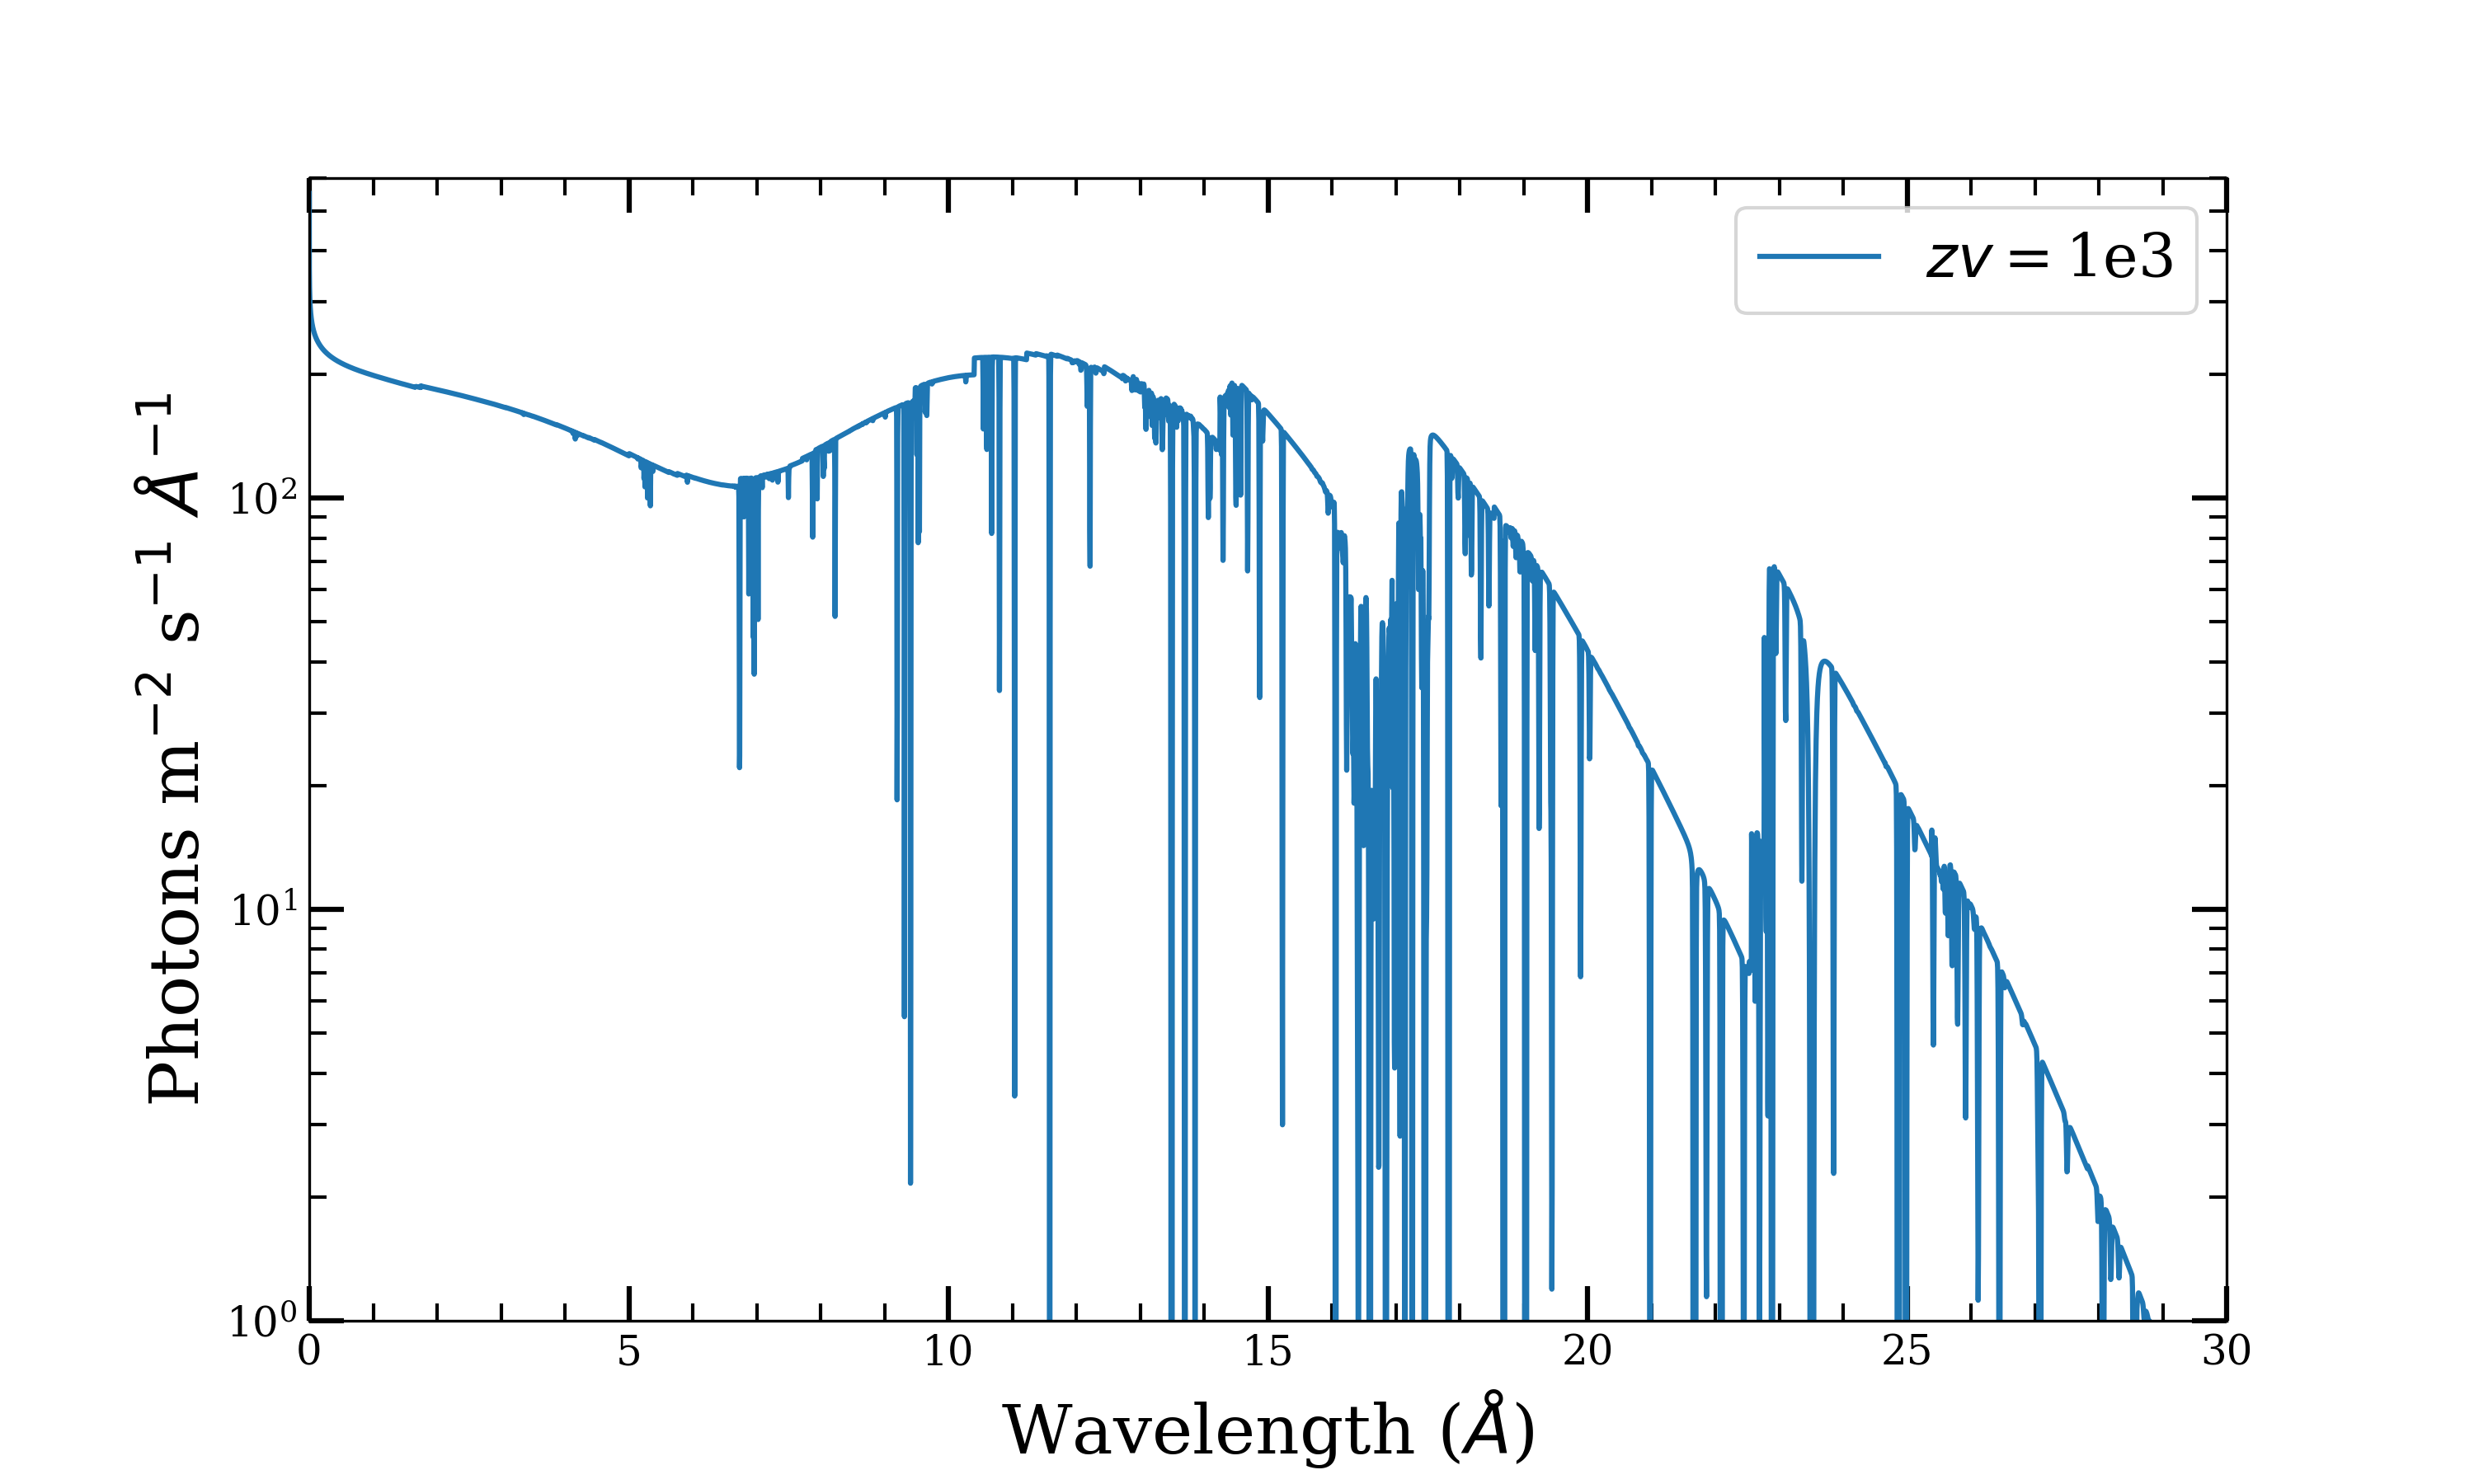 zv = 1e3
Photons m⁻² s⁻¹ Å⁻¹
10²
10¹
10⁰
0 5 10 15 20 25 30
Wavelength (Å)